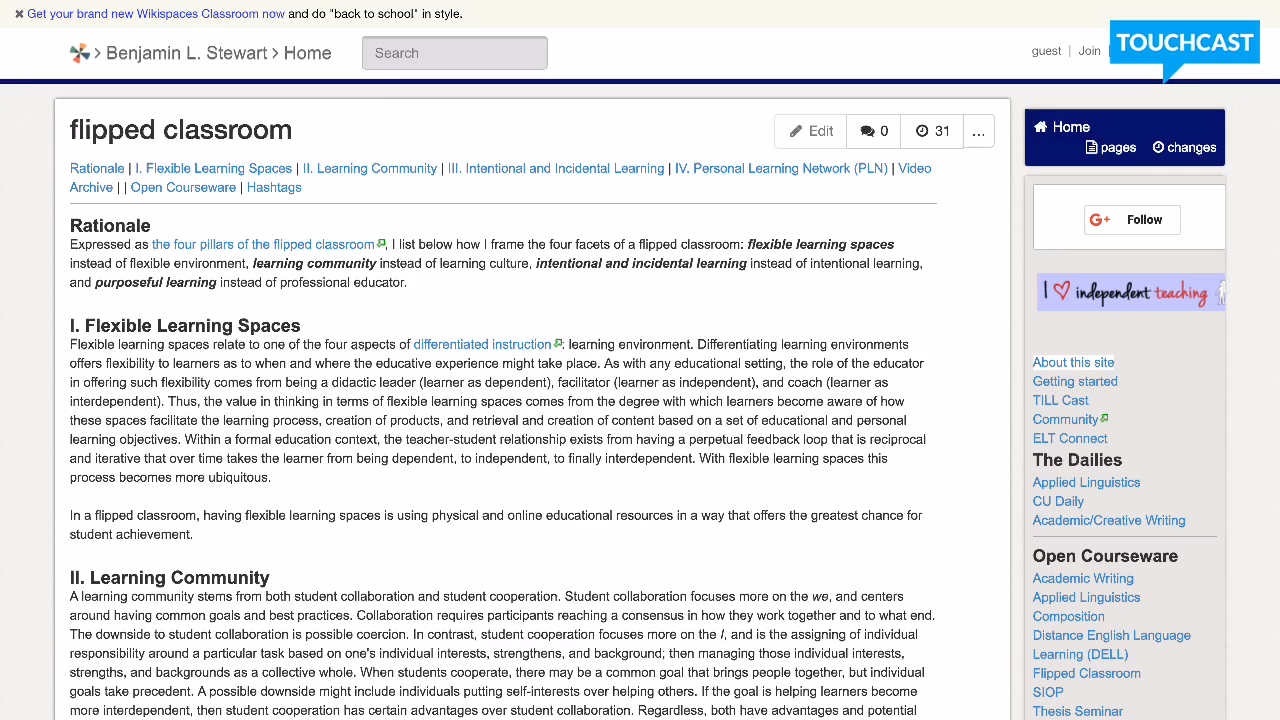 ✖ Get your brand new Wikispaces Classroom now and do "back to school" in style.
> Benjamin L. Stewart > Home
Search
guest | Join |
TOUCHCAST
flipped classroom
Edit
0
31
...
Rationale | I. Flexible Learning Spaces | II. Learning Community | III. Intentional and Incidental Learning | IV. Personal Learning Network (PLN) | Video
Archive | | Open Courseware | Hashtags
Rationale
Expressed as the four pillars of the flipped classroom, I list below how I frame the four facets of a flipped classroom: flexible learning spaces
instead of flexible environment, learning community instead of learning culture, intentional and incidental learning instead of intentional learning,
and purposeful learning instead of professional educator.
I. Flexible Learning Spaces
Flexible learning spaces relate to one of the four aspects of differentiated instruction: learning environment. Differentiating learning environments
offers flexibility to learners as to when and where the educative experience might take place. As with any educational setting, the role of the educator
in offering such flexibility comes from being a didactic leader (learner as dependent), facilitator (learner as independent), and coach (learner as
interdependent). Thus, the value in thinking in terms of flexible learning spaces comes from the degree with which learners become aware of how
these spaces facilitate the learning process, creation of products, and retrieval and creation of content based on a set of educational and personal
learning objectives. Within a formal education context, the teacher-student relationship exists from having a perpetual feedback loop that is reciprocal
and iterative that over time takes the learner from being dependent, to independent, to finally interdependent. With flexible learning spaces this
process becomes more ubiquitous.
In a flipped classroom, having flexible learning spaces is using physical and online educational resources in a way that offers the greatest chance for
student achievement.
II. Learning Community
A learning community stems from both student collaboration and student cooperation. Student collaboration focuses more on the we, and centers
around having common goals and best practices. Collaboration requires participants reaching a consensus in how they work together and to what end.
The downside to student collaboration is possible coercion. In contrast, student cooperation focuses more on the I, and is the assigning of individual
responsibility around a particular task based on one's individual interests, strengthens, and background; then managing those individual interests,
strengths, and backgrounds as a collective whole. When students cooperate, there may be a common goal that brings people together, but individual
goals take precedent. A possible downside might include individuals putting self-interests over helping others. If the goal is helping learners become
more interdependent, then student cooperation has certain advantages over student collaboration. Regardless, both have advantages and potential
Home
pages
changes
G+ Follow
I ♥ independent teaching
About this site
Getting started
TILL Cast
Community
ELT Connect
The Dailies
Applied Linguistics
CU Daily
Academic/Creative Writing
Open Courseware
Academic Writing
Applied Linguistics
Composition
Distance English Language
Learning (DELL)
Flipped Classroom
SIOP
Thesis Seminar